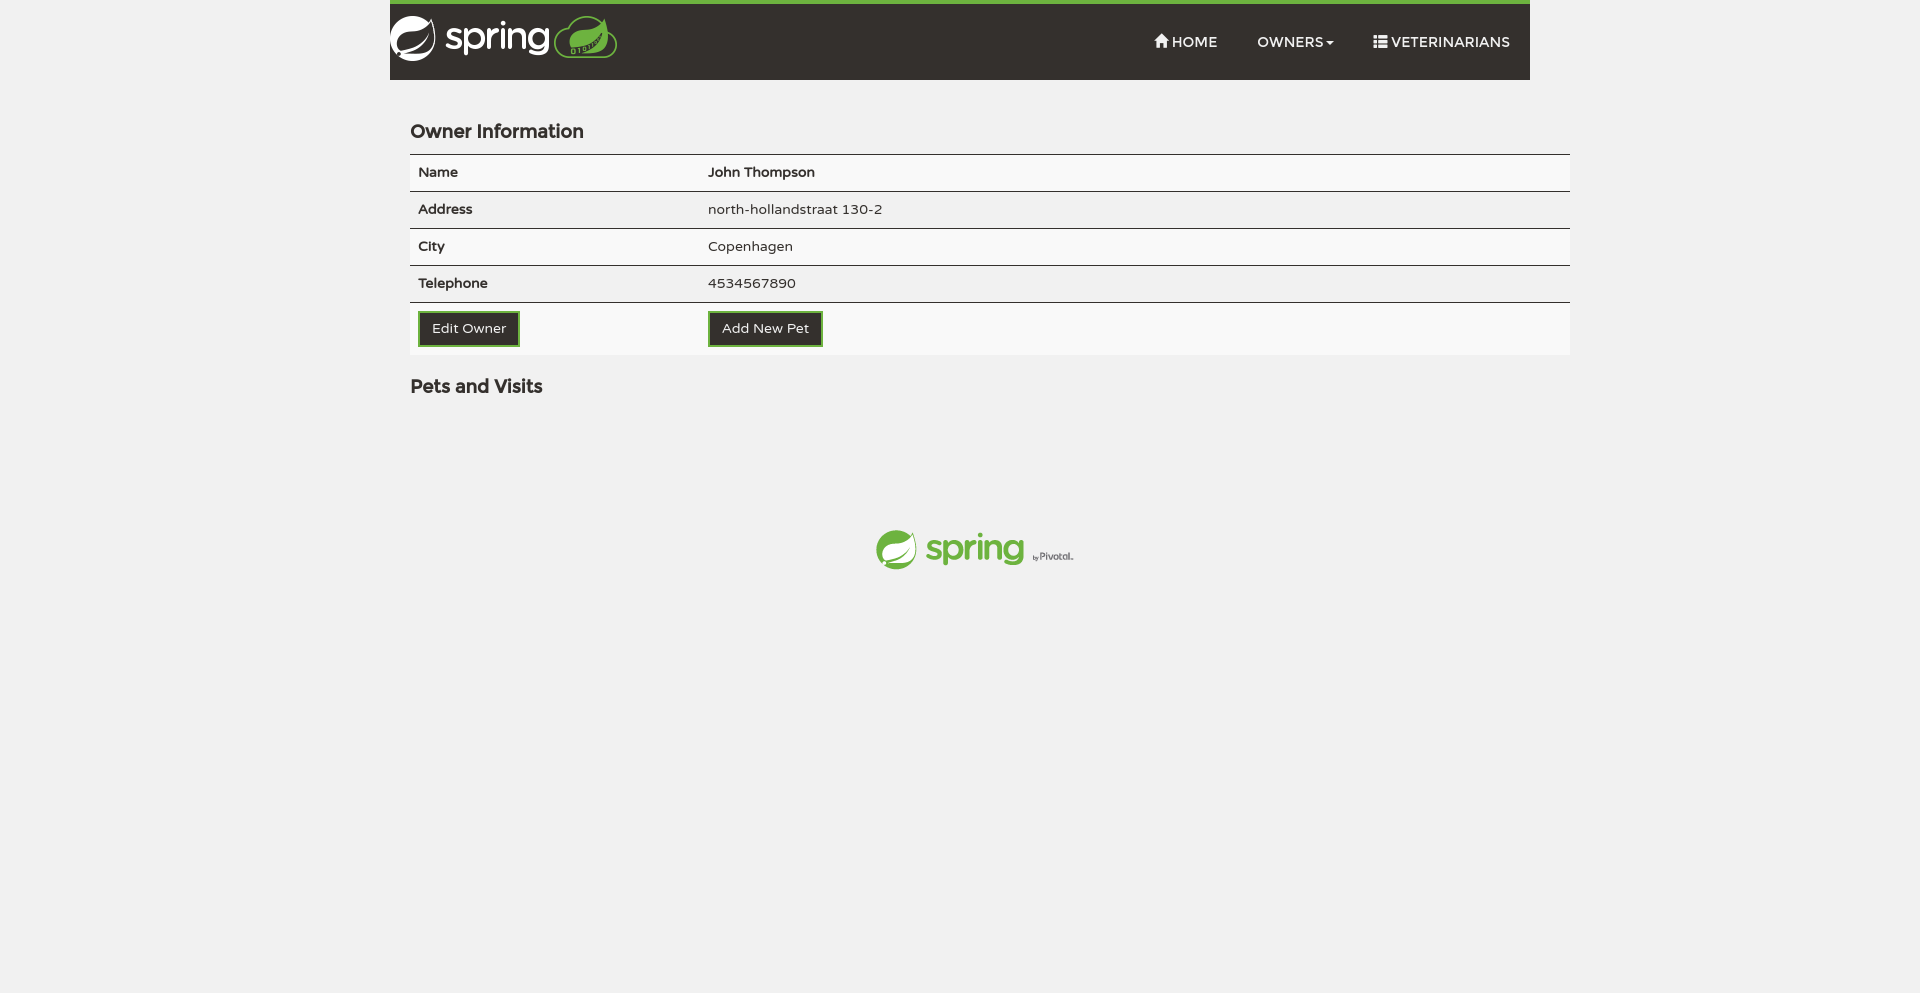 spring
HOME
OWNERS
VETERINARIANS
Owner Information
Name John Thompson
Address north-hollandstraat 130-2
City Copenhagen
Telephone 4534567890
Edit Owner Add New Pet
Pets and Visits
spring by Pivotal